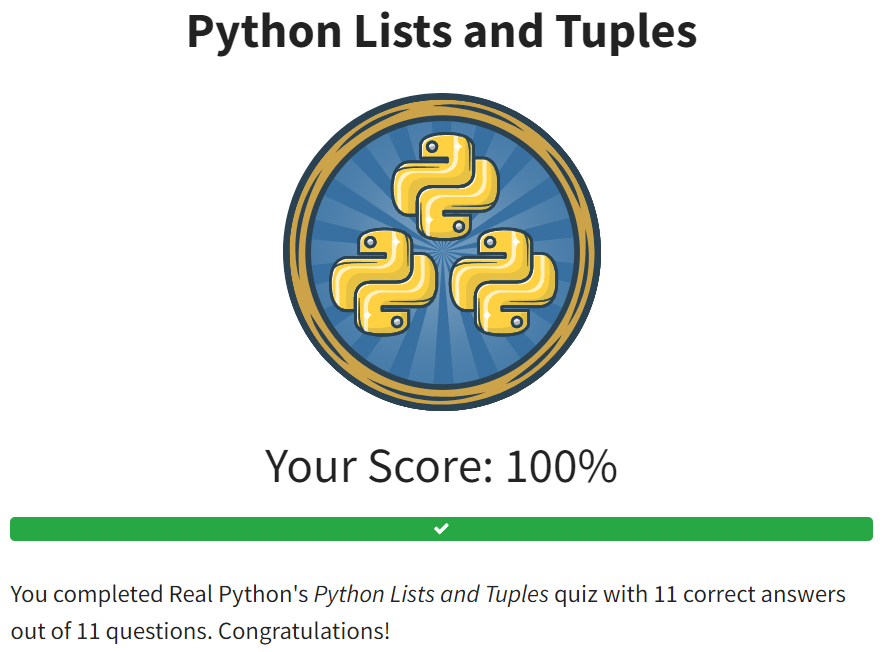 Python Lists and Tuples
Your Score: 100%
You completed Real Python's Python Lists and Tuples quiz with 11 correct answers
out of 11 questions. Congratulations!